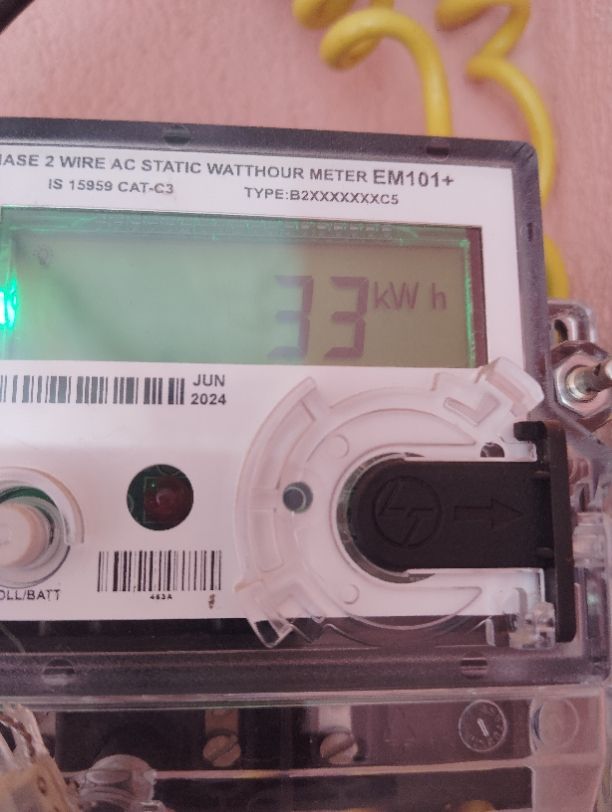 HASE 2 WIRE AC STATIC WATTHOUR METER EM101+
IS 15959 CAT-C3 TYPE:B2XXXXXXXC5
33 kW h
JUN
2024
OLL/BATT
LT